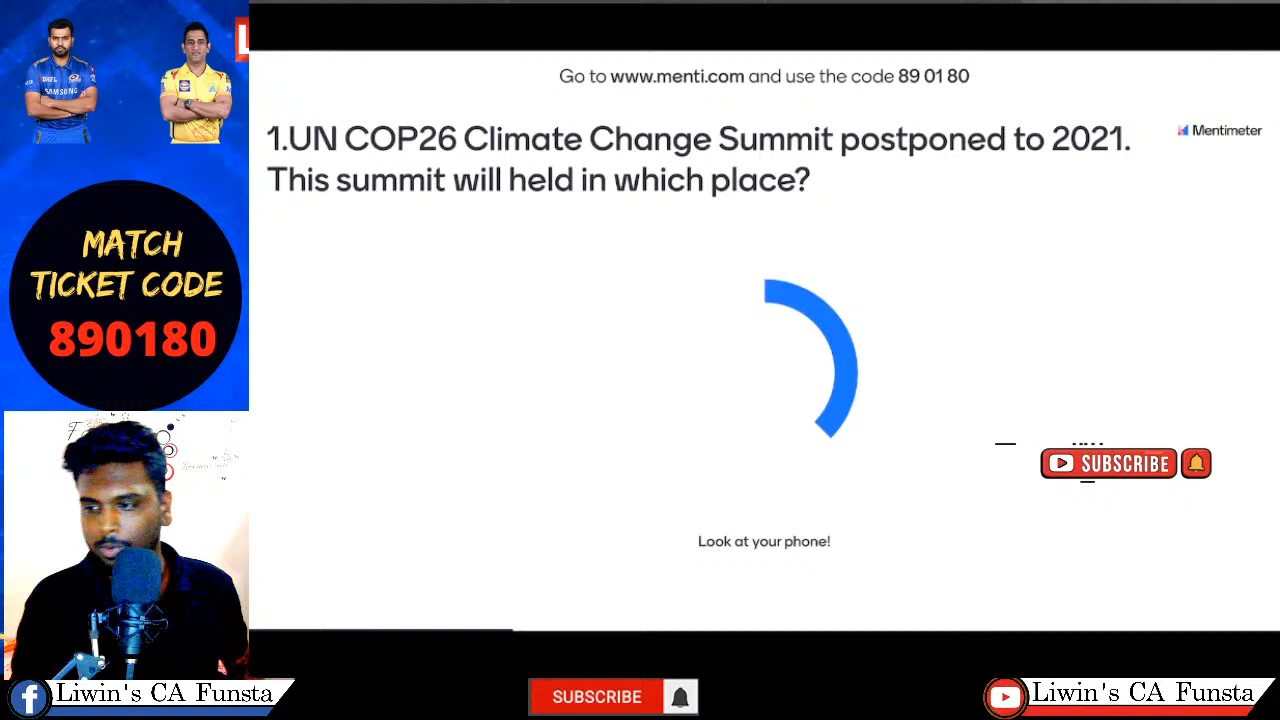 Go to www.menti.com and use the code 89 01 80
1.UN COP26 Climate Change Summit postponed to 2021.
This summit will held in which place?
Mentimeter
L
SAMSUNG
MATCH
TICKET CODE
890180
SUBSCRIBE
Look at your phone!
Liwin's CA Funsta
SUBSCRIBE
Liwin's CA Funsta